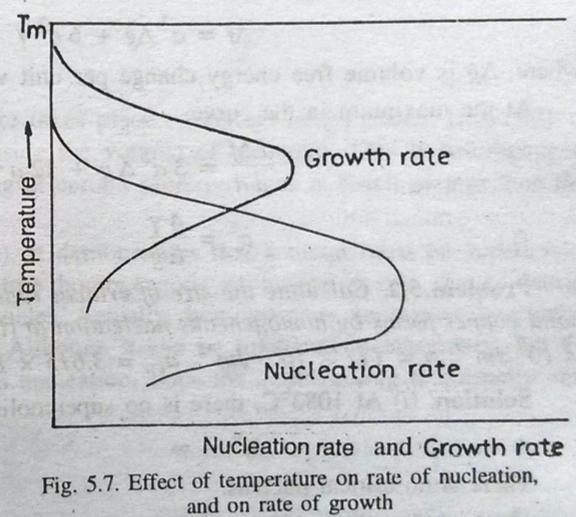 Tm
Growth rate
Temperature
Nucleation rate
Nucleation rate and Growth rate
Fig. 5.7. Effect of temperature on rate of nucleation,
and on rate of growth